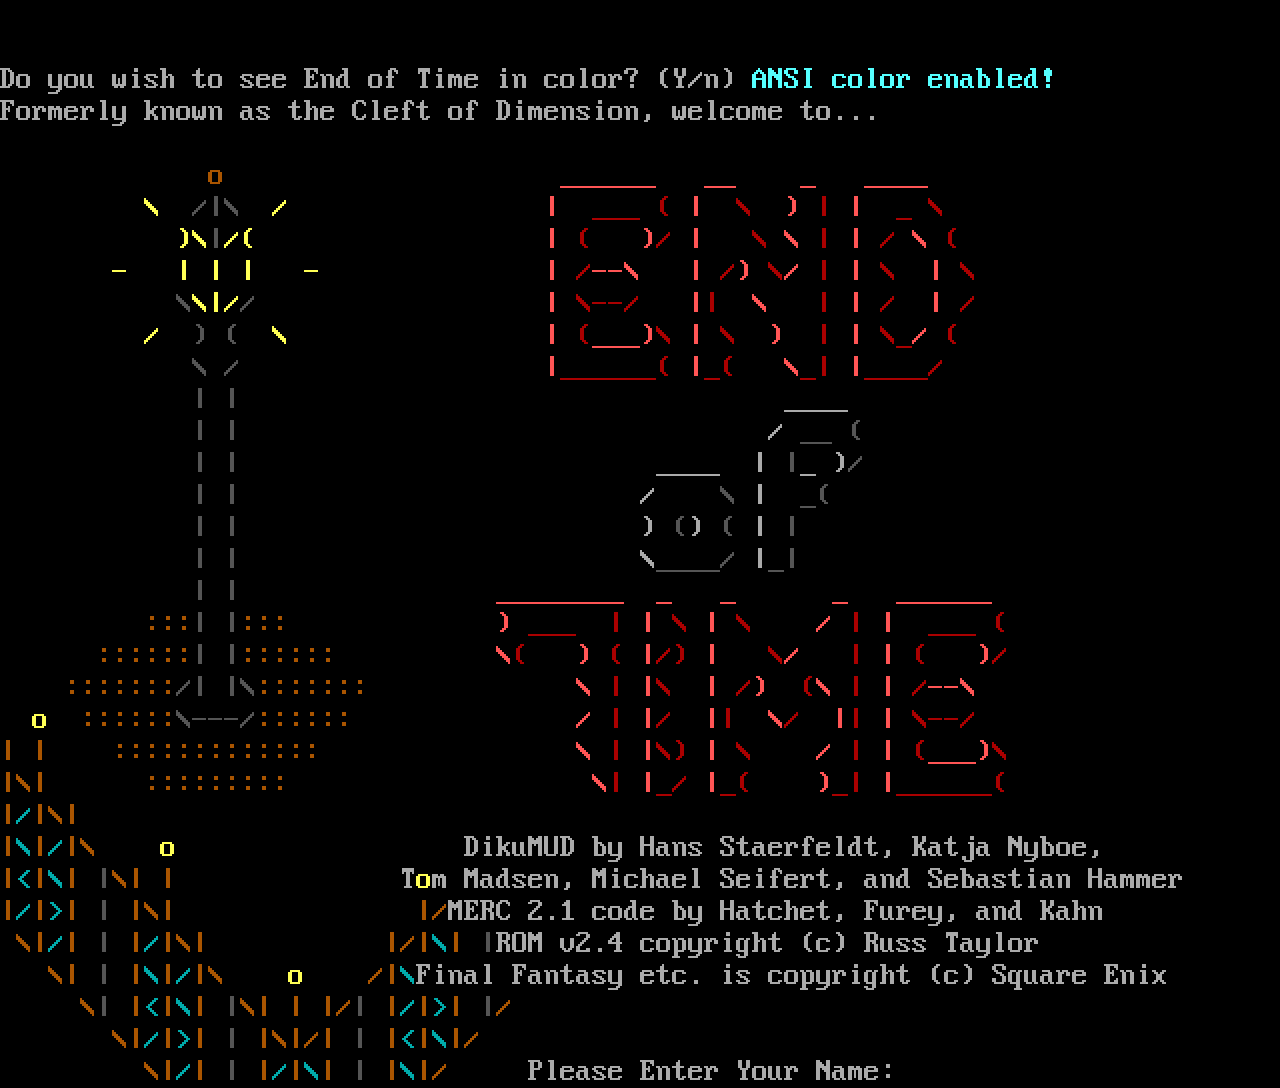 Do you wish to see End of Time in color? (Y/n) ANSI color enabled!
Formerly known as the Cleft of Dimension, welcome to...
END
oF
TIME
DikuMUD by Hans Staerfeldt, Katja Nyboe,
Tom Madsen, Michael Seifert, and Sebastian Hammer
MERC 2.1 code by Hatchet, Furey, and Kahn
ROM v2.4 copyright (c) Russ Taylor
Final Fantasy etc. is copyright (c) Square Enix
Please Enter Your Name: